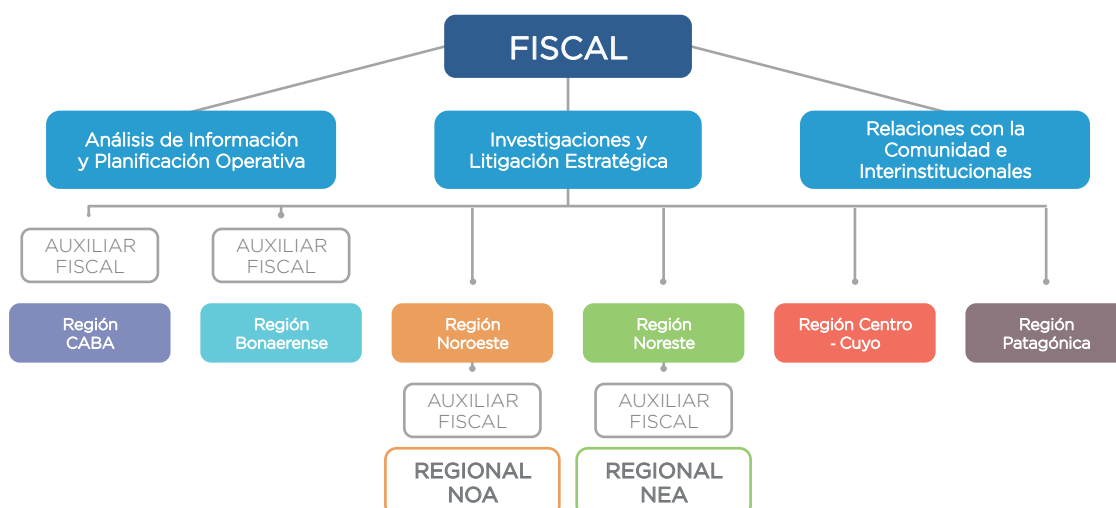 FISCAL
Análisis de Información
y Planificación Operativa
Investigaciones y
Litigación Estratégica
Relaciones con la
Comunidad e
Interinstitucionales
AUXILIAR
FISCAL
AUXILIAR
FISCAL
Región
CABA
Región
Bonaerense
Región
Noroeste
Región
Noreste
Región Centro
- Cuyo
Región
Patagónica
AUXILIAR
FISCAL
AUXILIAR
FISCAL
REGIONAL
NOA
REGIONAL
NEA